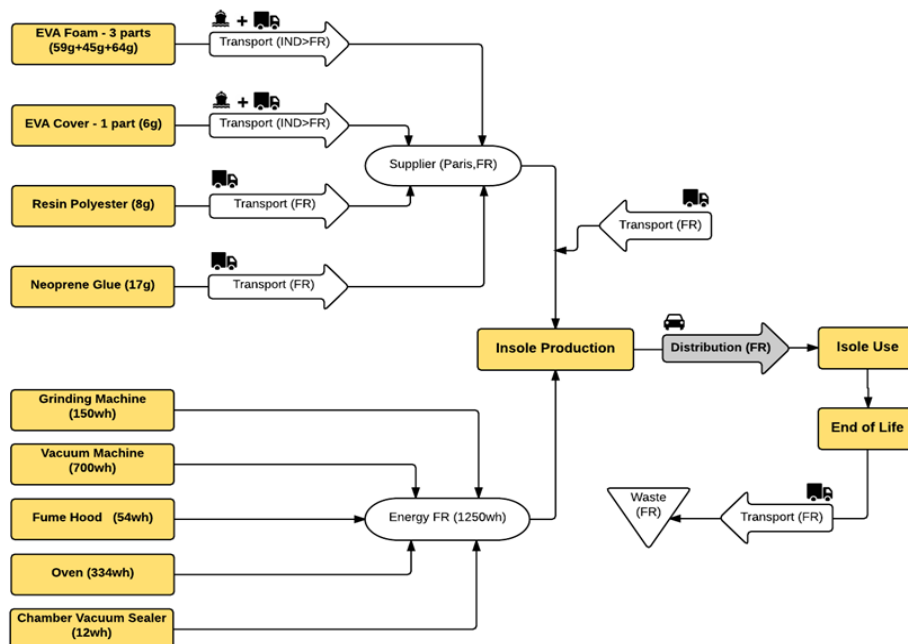 EVA Foam - 3 parts
(59g+45g+64g)
+
Transport (IND>FR)
EVA Cover - 1 part (6g)
+
Transport (IND>FR)
Supplier (Paris,FR)
Resin Polyester (8g)
Transport (FR)
Transport (FR)
Neoprene Glue (17g)
Transport (FR)
Insole Production
Distribution (FR)
Isole Use
Grinding Machine
(150wh)
End of Life
Vacuum Machine
(700wh)
Fume Hood (54wh)
Energy FR (1250wh)
Waste
(FR)
Transport (FR)
Oven (334wh)
Chamber Vacuum Sealer
(12wh)